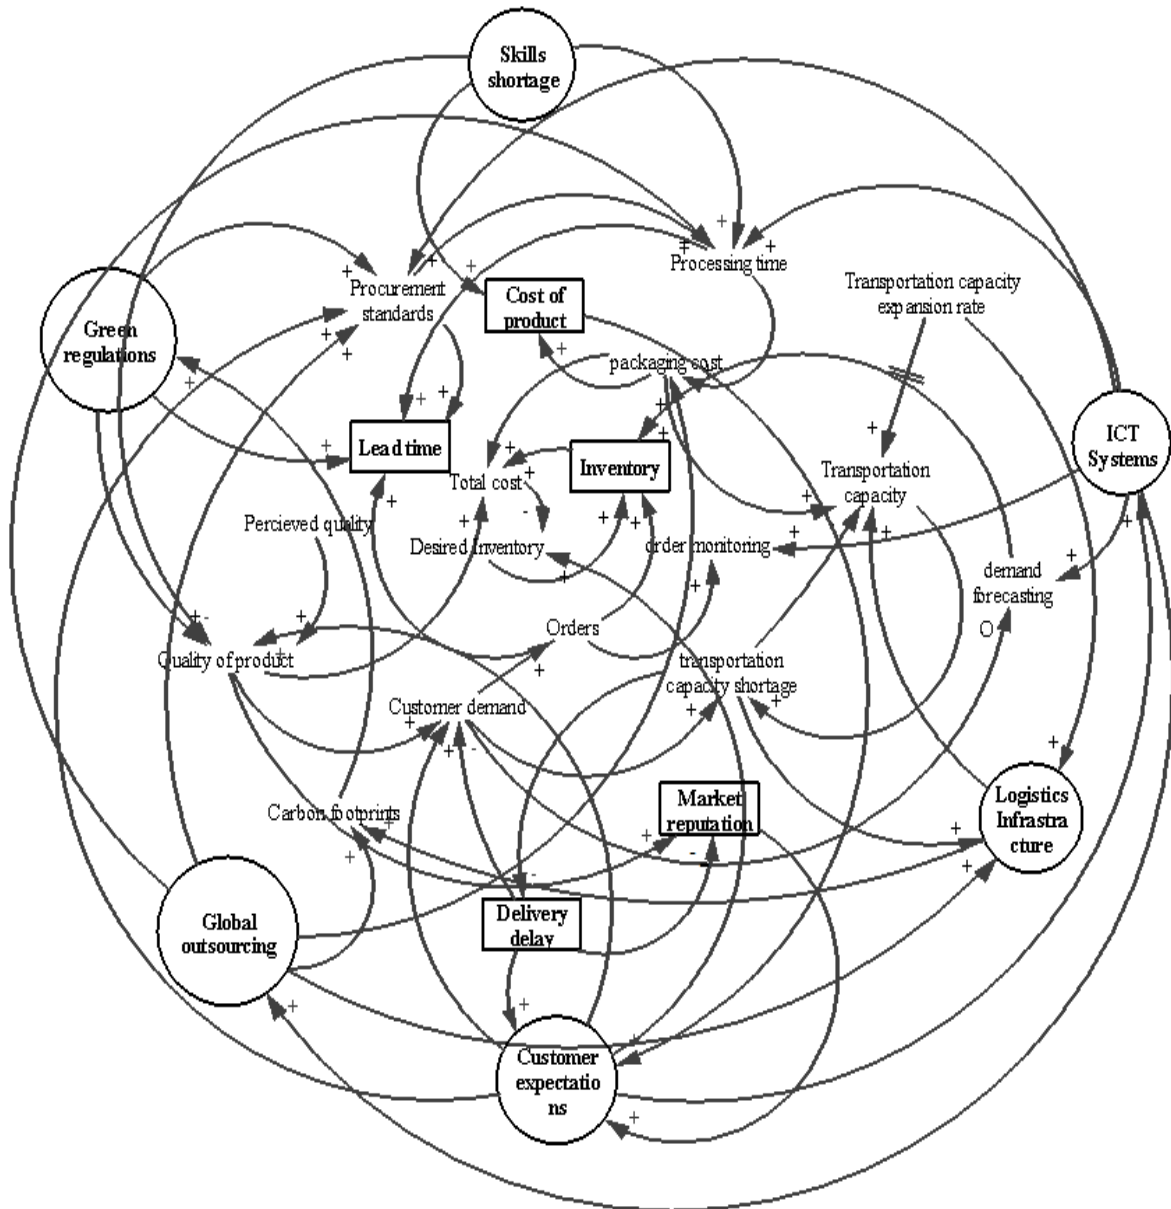 Skills
shortage
Processing time
Procurement
standards
Cost of
product
Transportation capacity
expansion rate
Green
regulations
packaging cost
Lead time
Inventory
Total cost
Transportation
capacity
ICT
Systems
Percieved quality
Desired Inventory
order monitoring
demand
forecasting
O
Orders
Quality of product
transportation
capacity shortage
Customer demand
Carbon footprints
Market
reputation
Logistics
Infrastra
cture
Global
outsourcing
Delivery
delay
Customer
expectatio
ns